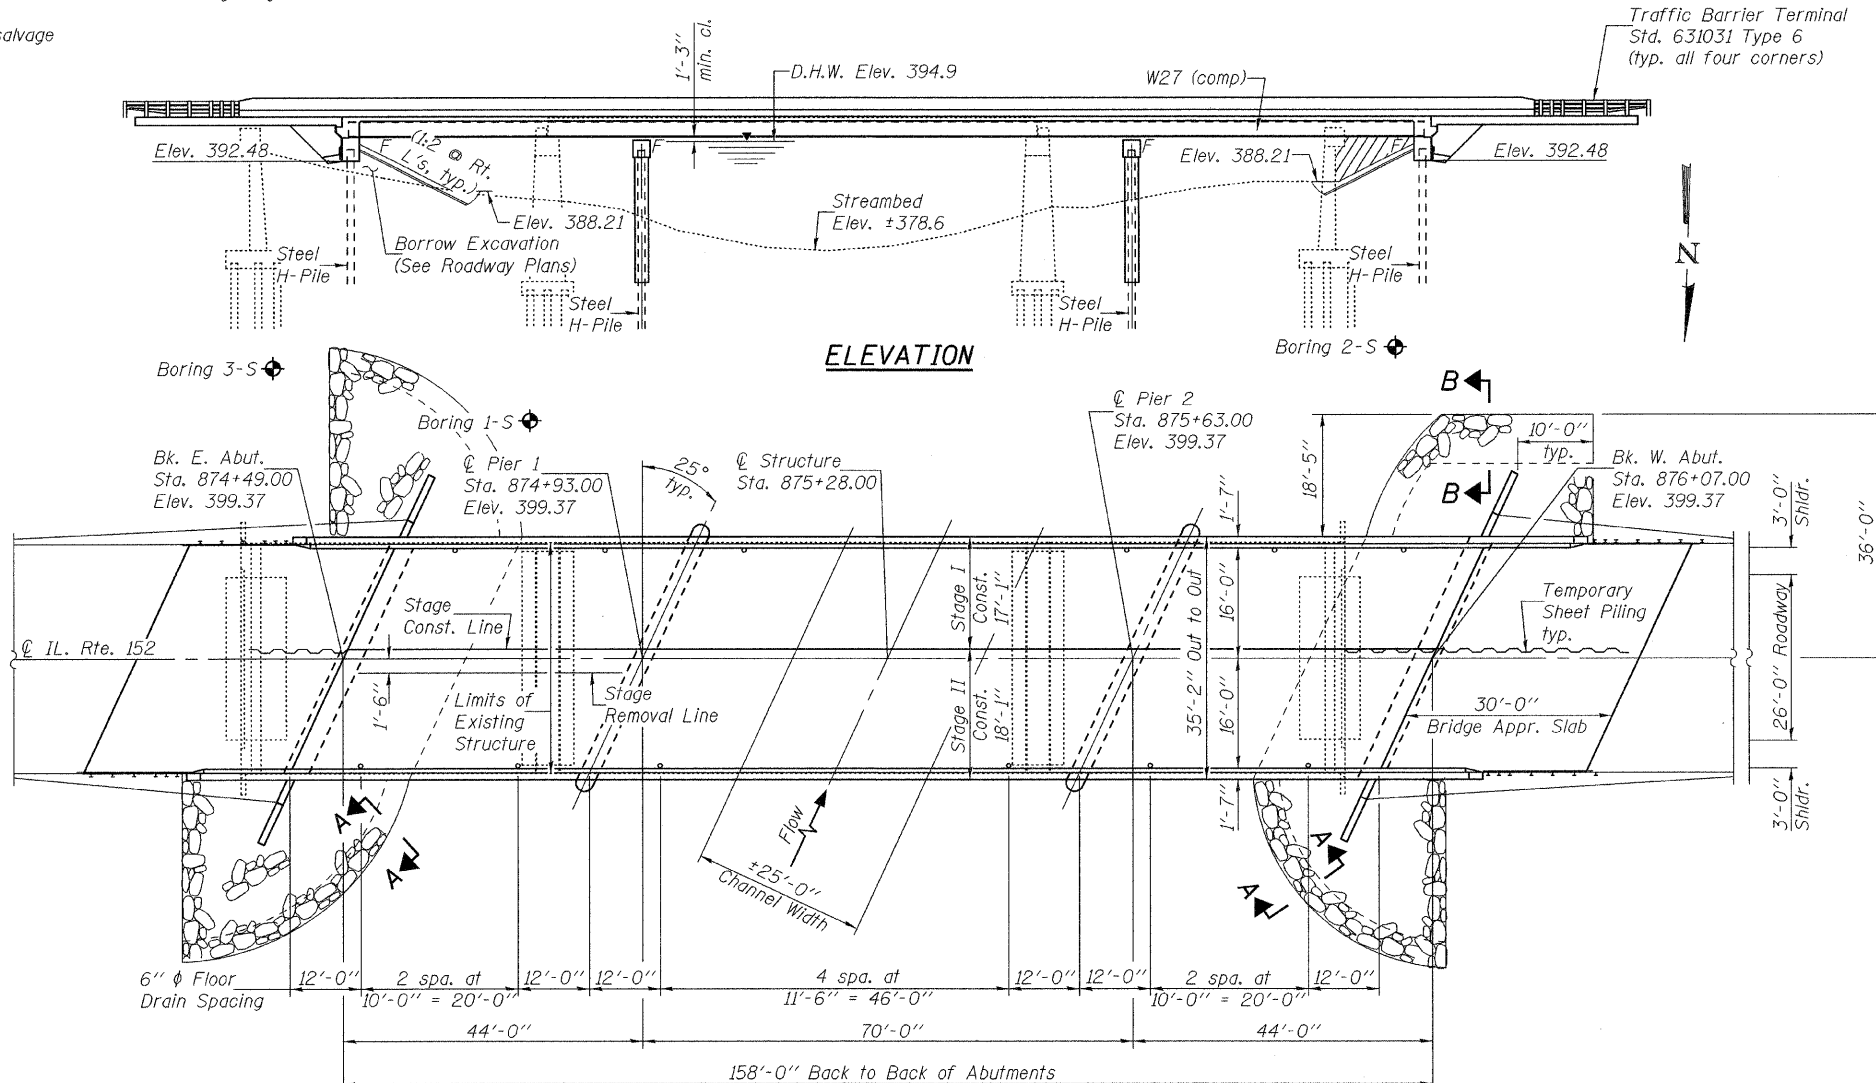 salvage
Traffic Barrier Terminal
Std. 631031 Type 6
(typ. all four corners)
1'-3"
min. cl.
D.H.W. Elev. 394.9
W27 (comp)
Elev. 392.48
F
(1:2 @ Rt.
L's, typ.)
F
Elev. 388.21
F
F
Elev. 392.48
Elev. 388.21
Streambed
Elev. ±378.6
Borrow Excavation
(See Roadway Plans)
Steel
H-Pile
Steel
H-Pile
Steel
H-Pile
Steel
H-Pile
N
ELEVATION
Boring 3-S
Boring 2-S
Boring 1-S
B
B
℄ Pier 2
Sta. 875+63.00
Elev. 399.37
Bk. E. Abut.
Sta. 874+49.00
Elev. 399.37
℄ Pier 1
Sta. 874+93.00
Elev. 399.37
25°
typ.
℄ Structure
Sta. 875+28.00
18'-5"
10'-0"
typ.
Bk. W. Abut.
Sta. 876+07.00
Elev. 399.37
1'-7"
3'-0"
Shldr.
36'-0"
Stage
Const. Line
Stage I
Const.
17'-1"
35'-2" Out to Out
16'-0"
Temporary
Sheet Piling
typ.
℄ IL. Rte. 152
26'-0" Roadway
1'-6"
Limits of
Existing
Structure
Stage
Removal Line
Stage II
Const.
18'-1"
16'-0"
30'-0"
Bridge Appr. Slab
A
A
Flow
±25'-0"
Channel Width
1'-7"
A
A
3'-0"
Shldr.
6" ϕ Floor
Drain Spacing
12'-0"
2 spa. at
10'-0" = 20'-0"
12'-0"
12'-0"
4 spa. at
11'-6" = 46'-0"
12'-0"
12'-0"
2 spa. at
10'-0" = 20'-0"
12'-0"
44'-0"
70'-0"
44'-0"
158'-0" Back to Back of Abutments